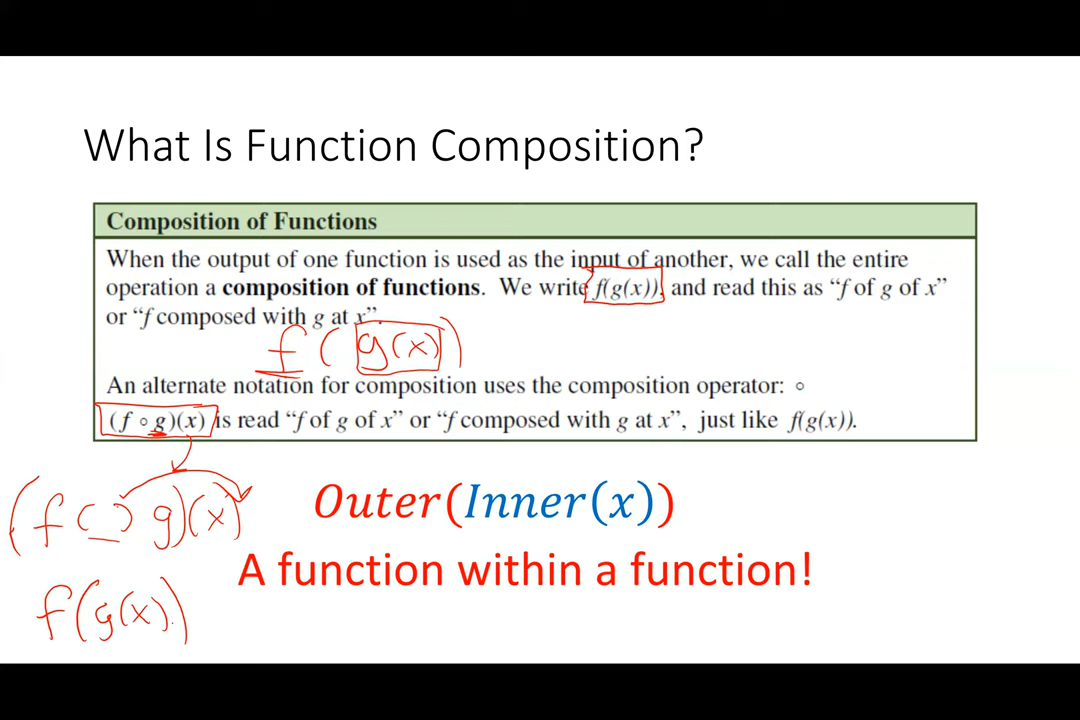 What Is Function Composition?
Composition of Functions
When the output of one function is used as the input of another, we call the entire
operation a composition of functions. We write f(g(x)), and read this as “f of g of x”
or “f composed with g at x”.
f(g(x))
An alternate notation for composition uses the composition operator: ∘
(f ∘ g)(x) is read “f of g of x” or “f composed with g at x”, just like f(g(x)).
(f ( ) g)(x)
Outer(Inner(x))
A function within a function!
f(g(x))